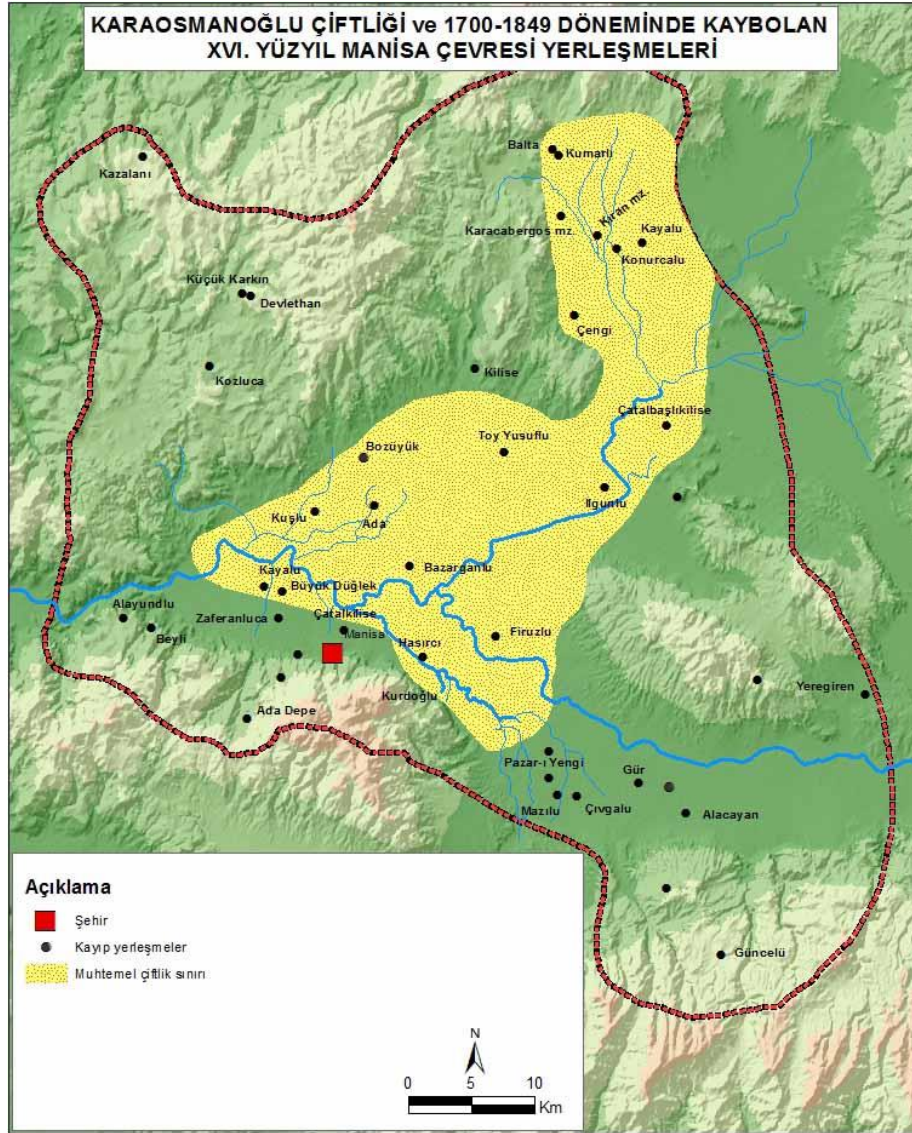 KARAOSMANOĞLU ÇİFTLİĞİ ve 1700-1849 DÖNEMİNDE KAYBOLAN
XVI. YÜZYIL MANİSA ÇEVRESİ YERLEŞMELERİ
Balta
Kumarlı
Kazalanı
Kıran mz.
Karacabergos mz.
Kayalu
Konurcalu
Küçük Karkın
Devlethan
Çengi
Kozluca
Kilise
Çatalbaşlıkilise
Toy Yusuflu
Bozüyük
Ilgunlu
Kuşlu
Ada
Bazarganlu
Kayalu
Büyük Düğlek
Alayundlu
Zaferanluca
Çatalkilise
Beyli
Manisa
Firuzlu
Hasırcı
Kurdoğlu
Yeregiren
Ada Depe
Pazar-ı Yengi
Gür
Mazılu
Çıvgalu
Alacayan
Güncelü
Açıklama
Şehir
Kayıp yerleşmeler
Muhtemel çiftlik sınırı
N
0 5 10
Km